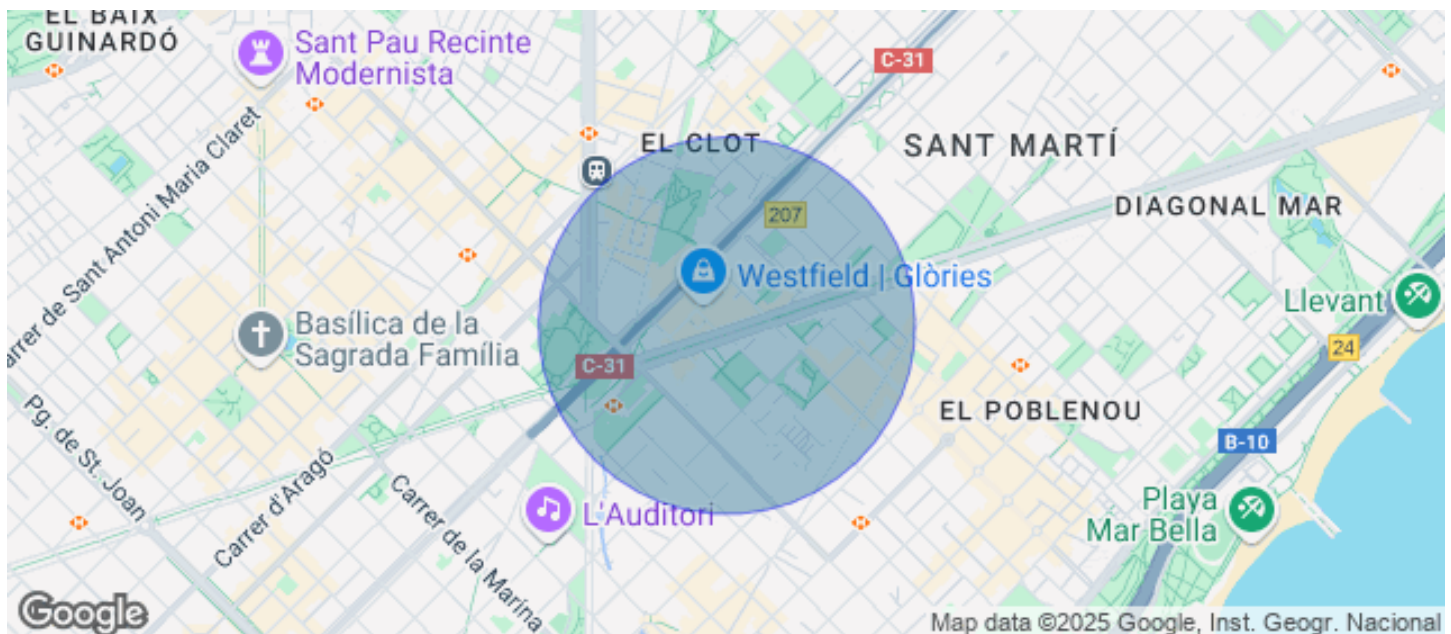 EL BAIX
GUINARDÓ
Sant Pau Recinte
Modernista
C-31
EL CLOT
SANT MARTÍ
Carrer de Sant Antoni Maria Claret
207
DIAGONAL MAR
Westfield | Glòries
Llevant
Basílica de la
Sagrada Família
24
C-31
Pg. de St. Joan
EL POBLENOU
B-10
Carrer d'Aragó
Carrer de la Marina
L'Auditori
Playa
Mar Bella
Google
Map data ©2025 Google, Inst. Geogr. Nacional